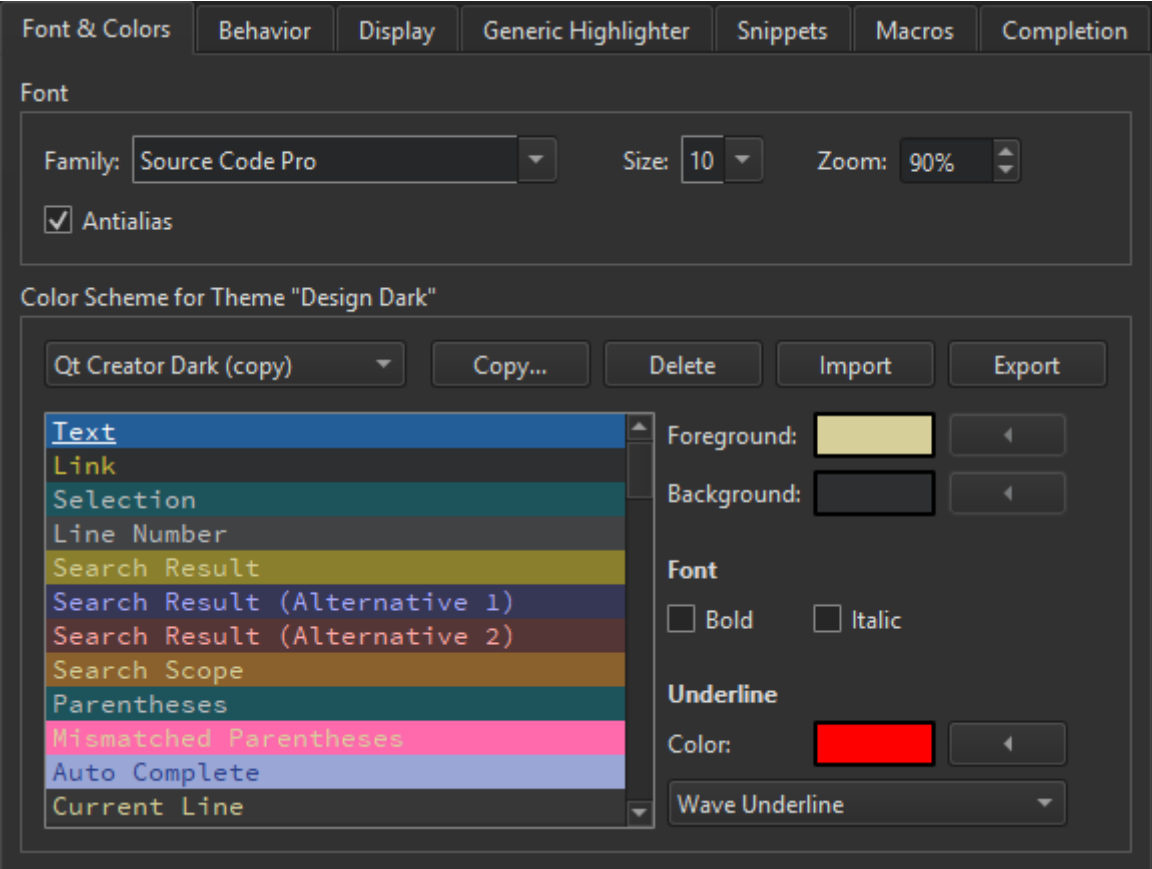 Font & Colors Behavior Display Generic Highlighter Snippets Macros Completion
Font
Family: Source Code Pro Size: 10 Zoom: 90%
Antialias
Color Scheme for Theme "Design Dark"
Qt Creator Dark (copy) Copy... Delete Import Export
Text
Link
Selection
Line Number
Search Result
Search Result (Alternative 1)
Search Result (Alternative 2)
Search Scope
Parentheses
Mismatched Parentheses
Auto Complete
Current Line
Foreground:
Background:
Font
Bold Italic
Underline
Color:
Wave Underline